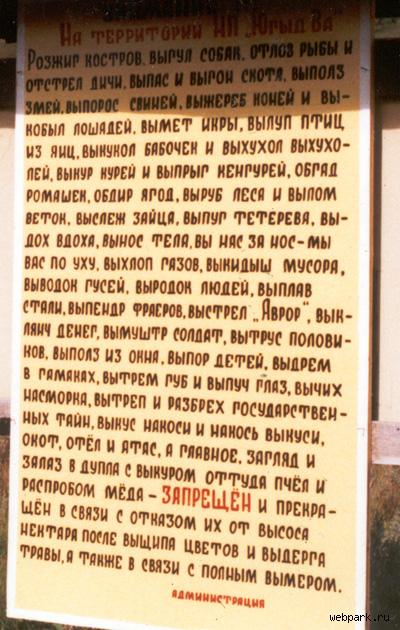 ВНИМАНИЕ
На территории НП "Югыд Ва"
Розжиг костров, выгул собак, отлов рыбы и
отстрел дичи, выпас и выгон скотя, выполз
змей, выпорос свиней, выжереб коней и вы-
кобыл лошадей, вымет икры, вылуп птиц
из яиц, выкукол бабочек и выхухол выхухо-
лей, выкур курей и выпрыг кенгурей, обгад
ромашек, обдир ягод, выруб леса и вылом
веток, выслеж зайца, выпуг тетерева, вы-
дох вдоха, вынос тела, вы нас за нос-мы
вас по уху, выхлоп газов, выкидыш мусора,
выводок гусей, выродок людей, выплав
стали, выпендр фраеров, выстрел „Аврор", вык-
лянч денег, вымуштр солдат, вытрус полови-
ков, выполз из окна, выпор детей, выдрем
в гамаках, вытрем губ и выпуч глаз, вычих
насморка, вытреп и разбрех государствен-
ных тайн, выкус накоси и накось выкуси,
окот, отёл и атас, а главное, загляд и
залаз в дупла с выкуром оттуда пчёл и
распробом мёда – ЗАПРЕЩЁН и прекра-
щён в связи с отказом их от высоса
нектара после выщипа цветов и выдерга
травы, а также в связи с полным вымером.
администрация
webpark.ru